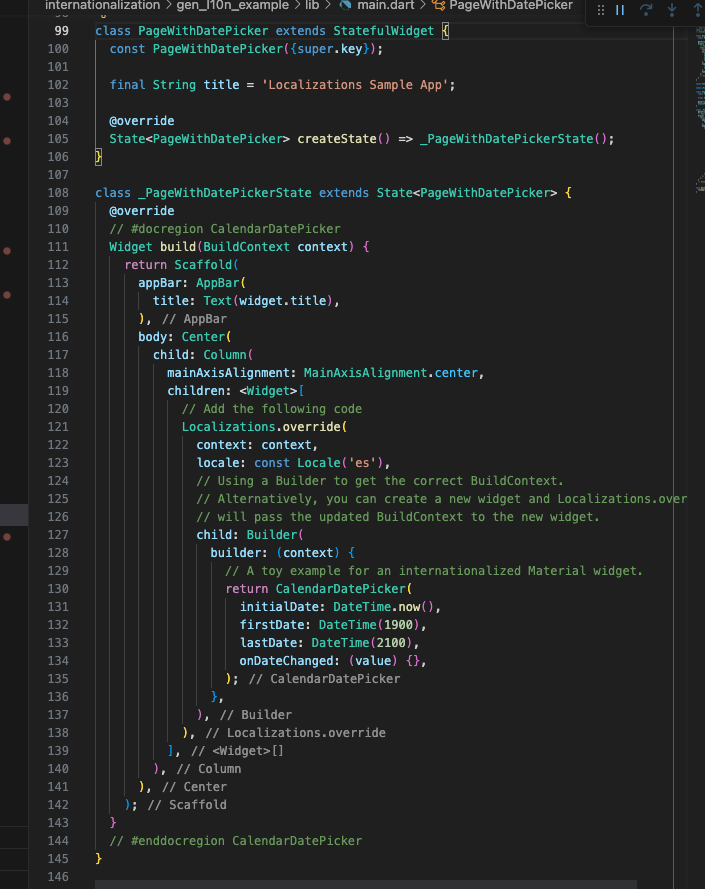 internationalization > gen_l10n_example > lib > main.dart > PageWithDatePicker
99 class PageWithDatePicker extends StatefulWidget {
100   const PageWithDatePicker({super.key});
101
102   final String title = 'Localizations Sample App';
103
104   @override
105   State<PageWithDatePicker> createState() => _PageWithDatePickerState();
106 }
107
108 class _PageWithDatePickerState extends State<PageWithDatePicker> {
109   @override
110   // #docregion CalendarDatePicker
111   Widget build(BuildContext context) {
112     return Scaffold(
113       appBar: AppBar(
114         title: Text(widget.title),
115       ), // AppBar
116       body: Center(
117         child: Column(
118           mainAxisAlignment: MainAxisAlignment.center,
119           children: <Widget>[
120             // Add the following code
121             Localizations.override(
122               context: context,
123               locale: const Locale('es'),
124               // Using a Builder to get the correct BuildContext.
125               // Alternatively, you can create a new widget and Localizations.over
126               // will pass the updated BuildContext to the new widget.
127               child: Builder(
128                 builder: (context) {
129                   // A toy example for an internationalized Material widget.
130                   return CalendarDatePicker(
131                     initialDate: DateTime.now(),
132                     firstDate: DateTime(1900),
133                     lastDate: DateTime(2100),
134                     onDateChanged: (value) {},
135                   ); // CalendarDatePicker
136                 },
137               ), // Builder
138             ), // Localizations.override
139           ], // <Widget>[]
140         ), // Column
141       ), // Center
142     ); // Scaffold
143   }
144   // #enddocregion CalendarDatePicker
145 }
146